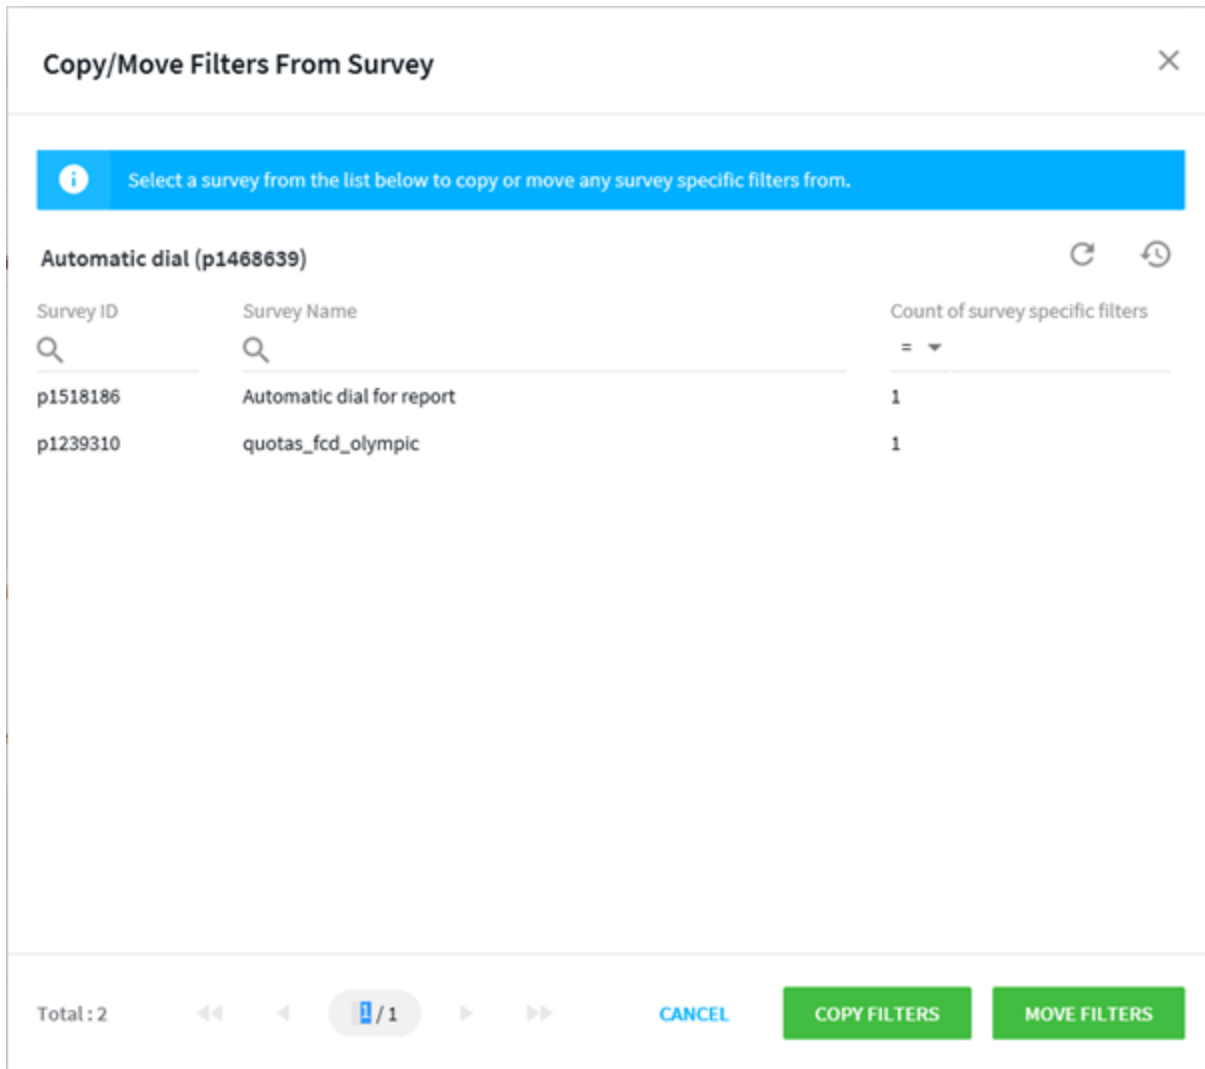 Copy/Move Filters From Survey
Select a survey from the list below to copy or move any survey specific filters from.
Automatic dial (p1468639)
Survey ID Survey Name Count of survey specific filters
=
p1518186 Automatic dial for report 1
p1239310 quotas_fcd_olympic 1
Total : 2 1 / 1 CANCEL COPY FILTERS MOVE FILTERS